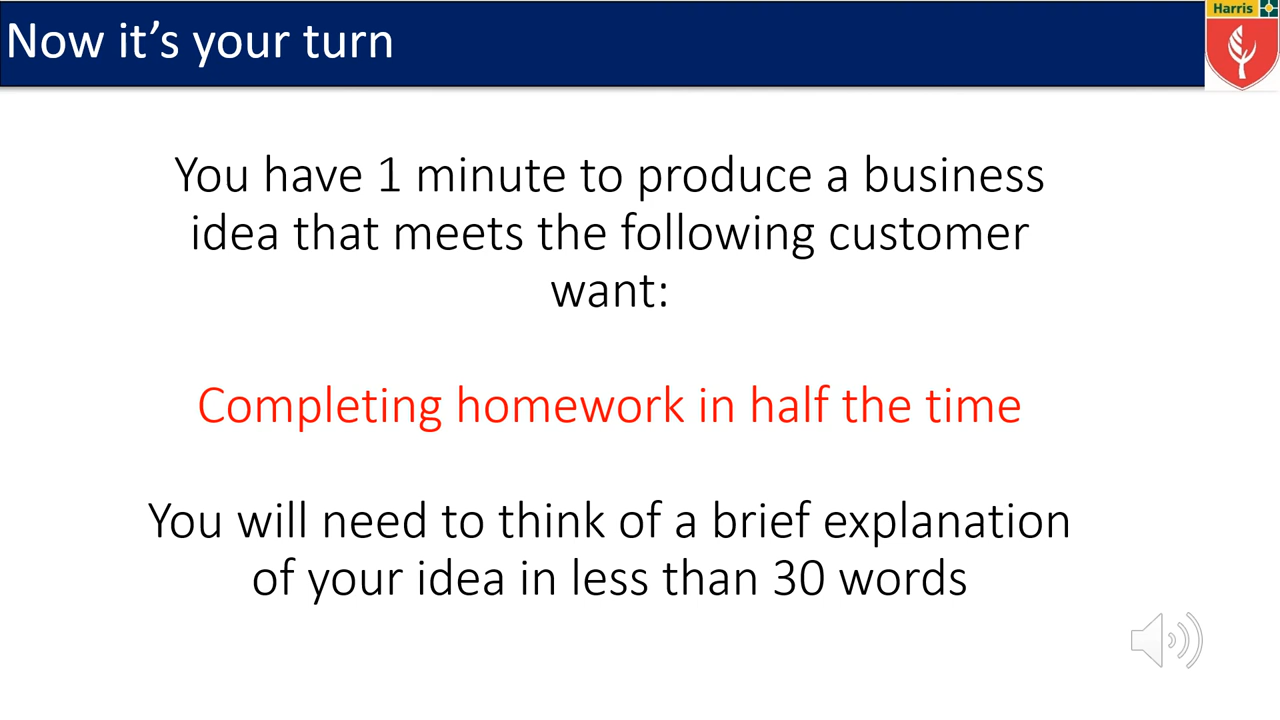 Now it’s your turn
Harris
You have 1 minute to produce a business
idea that meets the following customer
want:
Completing homework in half the time
You will need to think of a brief explanation
of your idea in less than 30 words